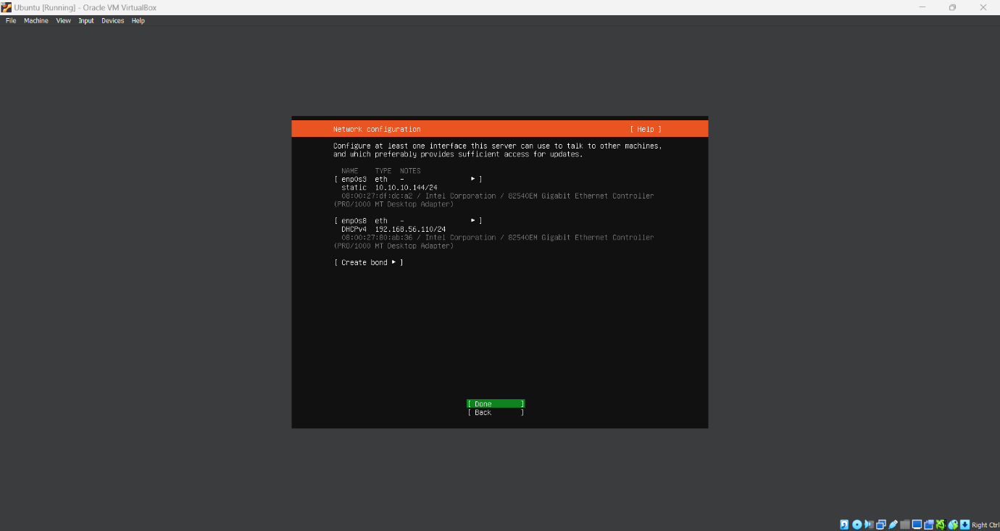 Ubuntu [Running] - Oracle VM VirtualBox
File Machine View Input Devices Help
Network configuration [ Help ]
Configure at least one interface this server can use to talk to other machines,
and which preferably provides sufficient access for updates.
NAME TYPE NOTES
[ enp0s3 eth - ▸ ]
static 10.10.10.144/24
08:00:27:df:dc:a2 / Intel Corporation / 82540EM Gigabit Ethernet Controller
(PRO/1000 MT Desktop Adapter)
[ enp0s8 eth - ▸ ]
DHCPv4 192.168.56.110/24
08:00:27:80:ab:36 / Intel Corporation / 82540EM Gigabit Ethernet Controller
(PRO/1000 MT Desktop Adapter)
[ Create bond ▸ ]
[ Done ]
[ Back ]
Right Ctrl